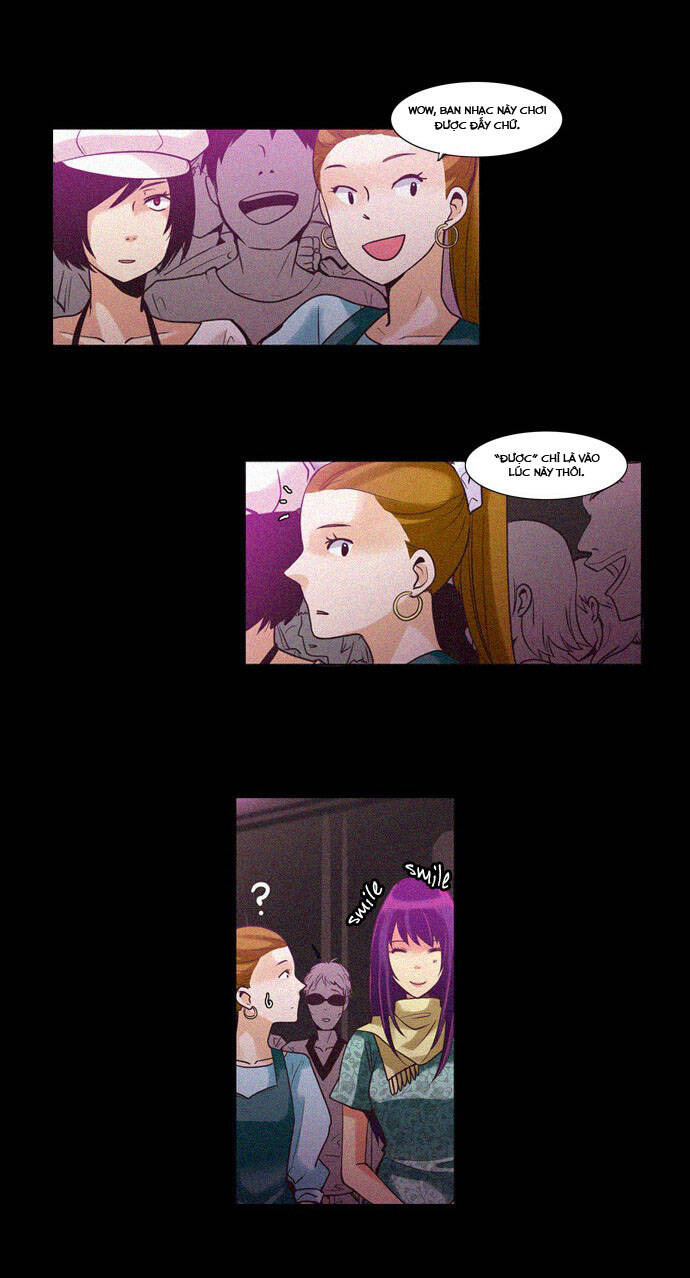 WOW, BAN NHẠC NÀY CHƠI
ĐƯỢC ĐẤY CHỨ.
"ĐƯỢC" CHỈ LÀ VÀO
LÚC NÀY THÔI.
smile
smile
?